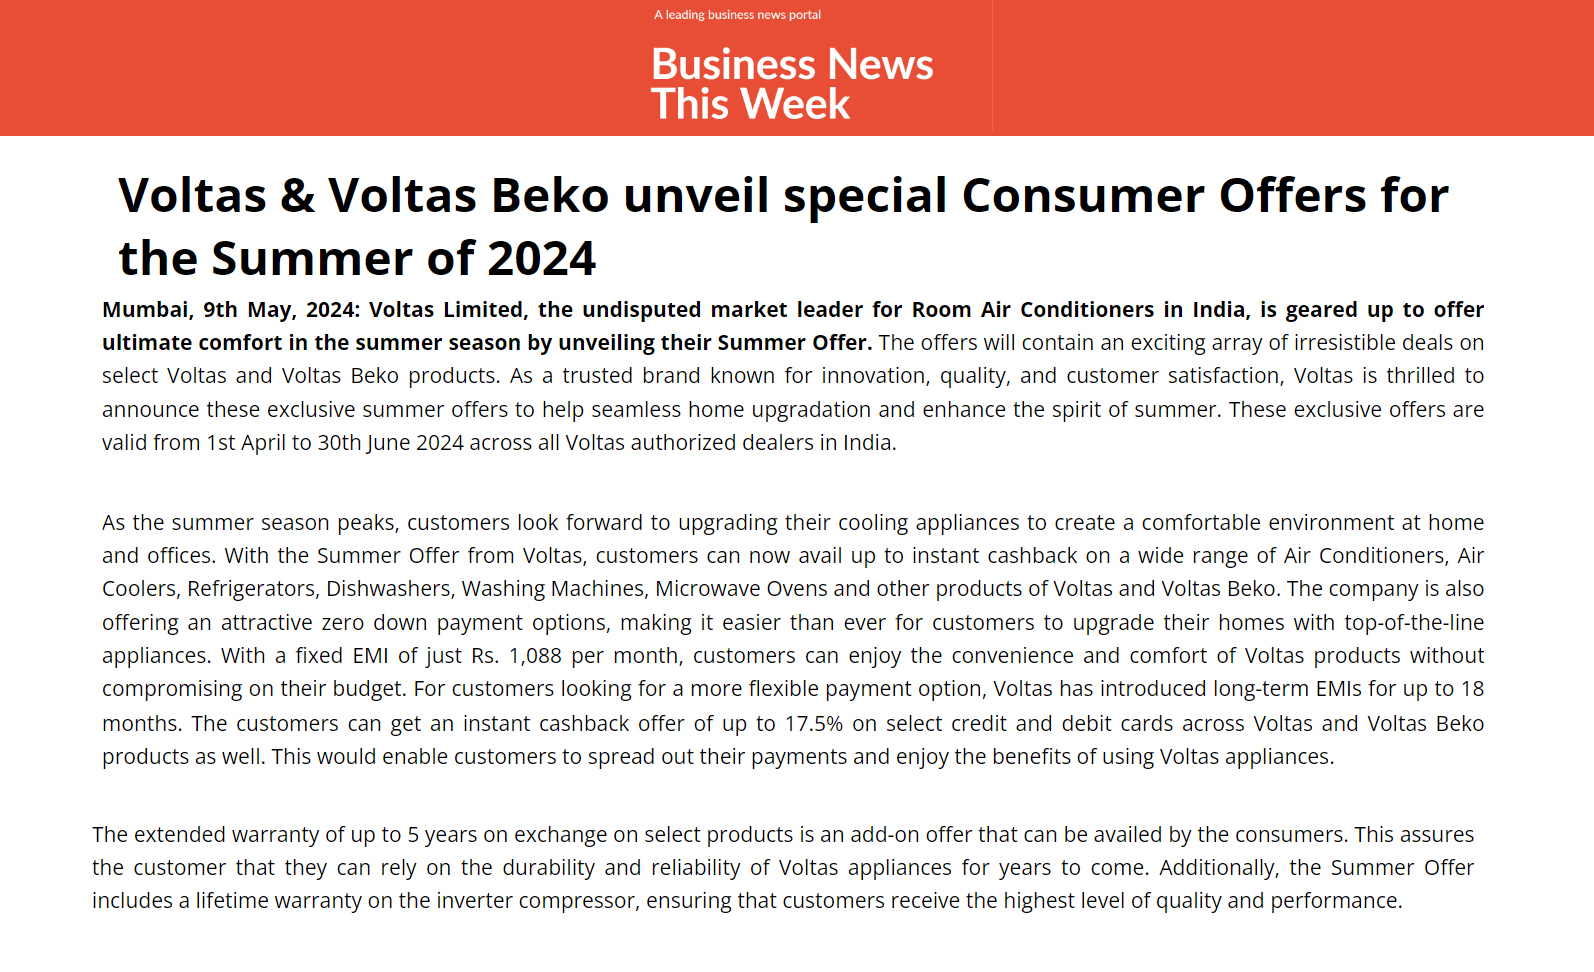 A leading business news portal
Business News
This Week
Voltas & Voltas Beko unveil special Consumer Offers for
the Summer of 2024
Mumbai, 9th May, 2024: Voltas Limited, the undisputed market leader for Room Air Conditioners in India, is geared up to offer
ultimate comfort in the summer season by unveiling their Summer Offer. The offers will contain an exciting array of irresistible deals on
select Voltas and Voltas Beko products. As a trusted brand known for innovation, quality, and customer satisfaction, Voltas is thrilled to
announce these exclusive summer offers to help seamless home upgradation and enhance the spirit of summer. These exclusive offers are
valid from 1st April to 30th June 2024 across all Voltas authorized dealers in India.
As the summer season peaks, customers look forward to upgrading their cooling appliances to create a comfortable environment at home
and offices. With the Summer Offer from Voltas, customers can now avail up to instant cashback on a wide range of Air Conditioners, Air
Coolers, Refrigerators, Dishwashers, Washing Machines, Microwave Ovens and other products of Voltas and Voltas Beko. The company is also
offering an attractive zero down payment options, making it easier than ever for customers to upgrade their homes with top-of-the-line
appliances. With a fixed EMI of just Rs. 1,088 per month, customers can enjoy the convenience and comfort of Voltas products without
compromising on their budget. For customers looking for a more flexible payment option, Voltas has introduced long-term EMIs for up to 18
months. The customers can get an instant cashback offer of up to 17.5% on select credit and debit cards across Voltas and Voltas Beko
products as well. This would enable customers to spread out their payments and enjoy the benefits of using Voltas appliances.
The extended warranty of up to 5 years on exchange on select products is an add-on offer that can be availed by the consumers. This assures
the customer that they can rely on the durability and reliability of Voltas appliances for years to come. Additionally, the Summer Offer
includes a lifetime warranty on the inverter compressor, ensuring that customers receive the highest level of quality and performance.